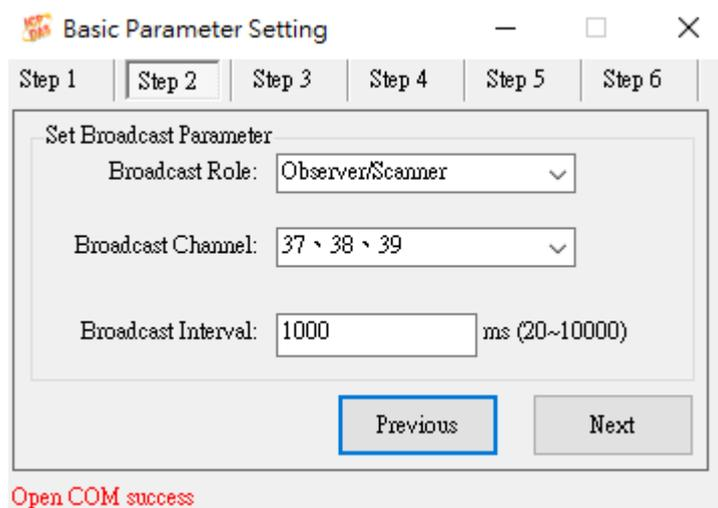 Basic Parameter Setting
Step 1 Step 2 Step 3 Step 4 Step 5 Step 6
Set Broadcast Parameter
Broadcast Role: Observer/Scanner
Broadcast Channel: 37、38、39
Broadcast Interval: 1000 ms (20~10000)
Previous Next
Open COM success